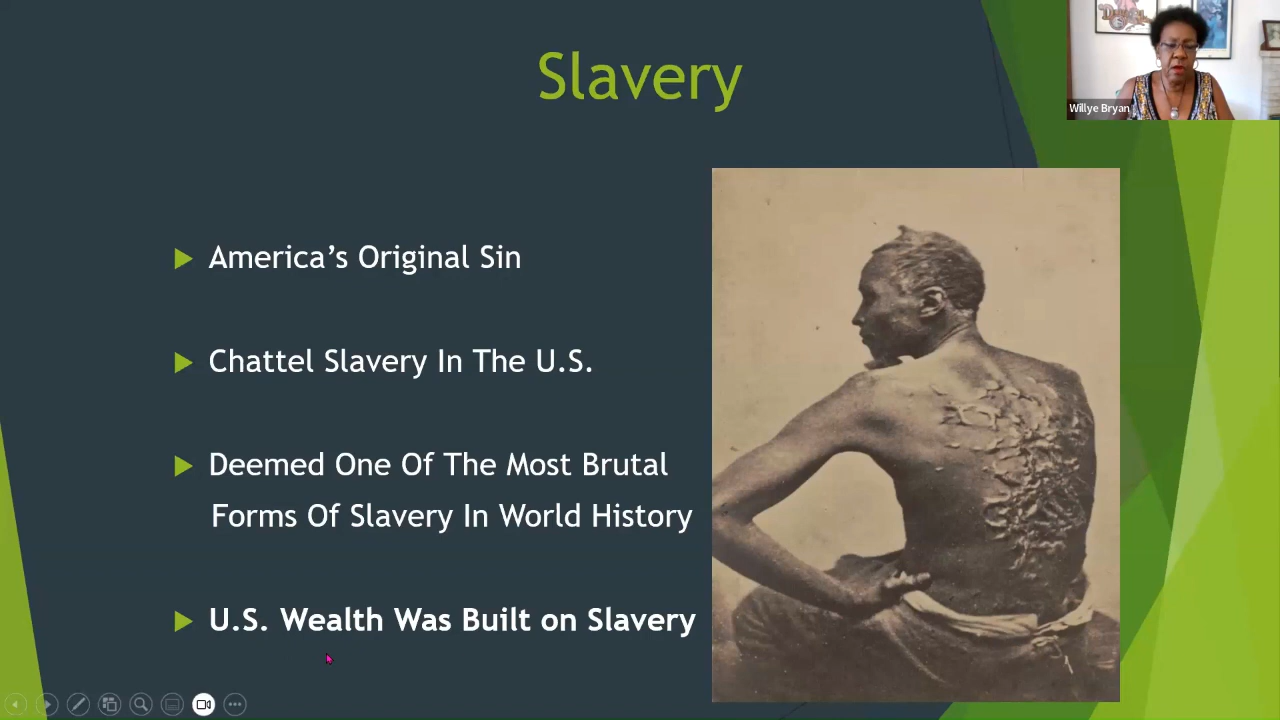 Slavery
Willye Bryan
America’s Original Sin
Chattel Slavery In The U.S.
Deemed One Of The Most Brutal
Forms Of Slavery In World History
U.S. Wealth Was Built on Slavery